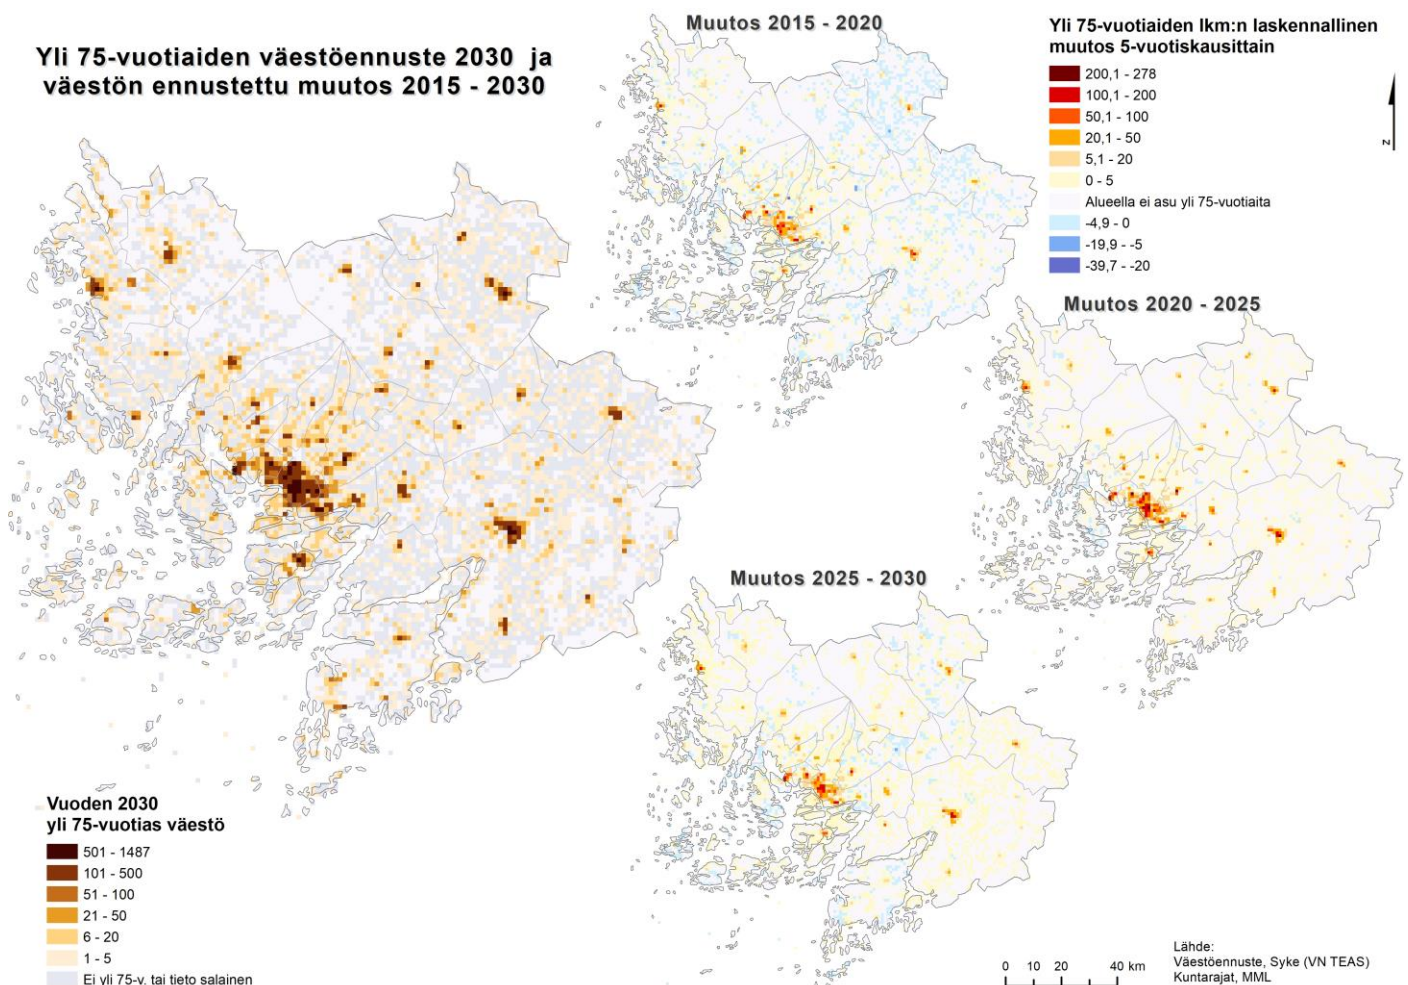 Yli 75-vuotiaiden väestöennuste 2030 ja
väestön ennustettu muutos 2015 - 2030
Muutos 2015 - 2020
Yli 75-vuotiaiden lkm:n laskennallinen
muutos 5-vuotiskausittain
200,1 - 278
100,1 - 200
50,1 - 100
20,1 - 50
5,1 - 20
0 - 5
Alueella ei asu yli 75-vuotiaita
-4,9 - 0
-19,9 - -5
-39,7 - -20
N
Muutos 2020 - 2025
Muutos 2025 - 2030
Vuoden 2030
yli 75-vuotias väestö
501 - 1487
101 - 500
51 - 100
21 - 50
6 - 20
1 - 5
Ei yli 75-v. tai tieto salainen
0 10 20 40 km
Lähde:
Väestöennuste, Syke (VN TEAS)
Kuntarajat, MML